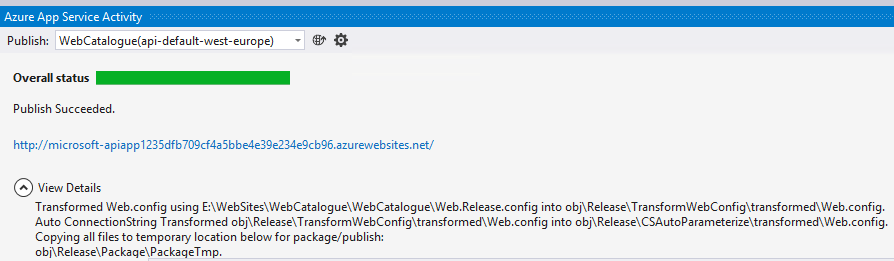 Azure App Service Activity
Publish: WebCatalogue(api-default-west-europe)
Overall status
Publish Succeeded.
http://microsoft-apiapp1235dfb709cf4a5bbe4e39e234e9cb96.azurewebsites.net/
View Details
Transformed Web.config using E:\WebSites\WebCatalogue\WebCatalogue\Web.Release.config into obj\Release\TransformWebConfig\transformed\Web.config.
Auto ConnectionString Transformed obj\Release\TransformWebConfig\transformed\Web.config into obj\Release\CSAutoParameterize\transformed\Web.config.
Copying all files to temporary location below for package/publish:
obj\Release\Package\PackageTmp.